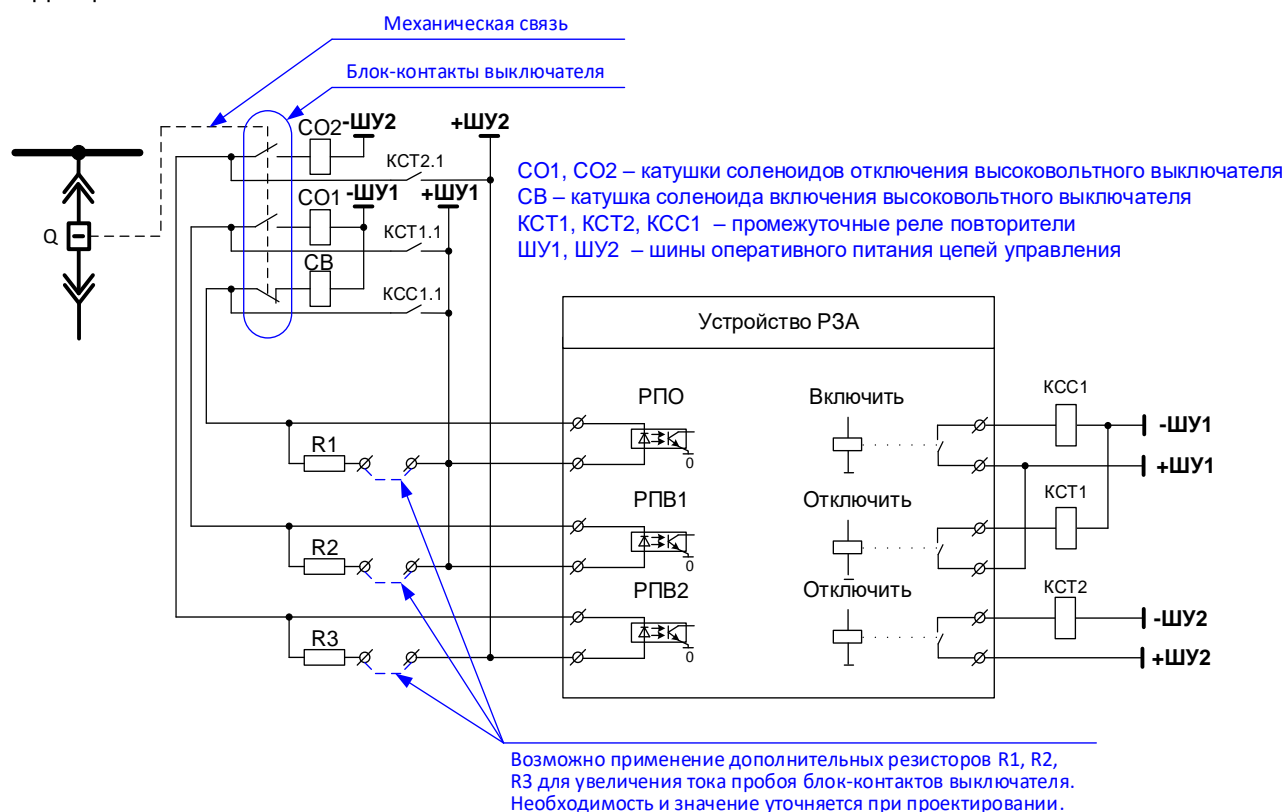 Механическая связь
Блок-контакты выключателя
СО2
-ШУ2
+ШУ2
КСТ2.1
СО1
-ШУ1
+ШУ1
КСТ1.1
СВ
КСС1.1
Q
СО1, СО2 – катушки соленоидов отключения высоковольтного выключателя
СВ – катушка соленоида включения высоковольтного выключателя
КСТ1, КСТ2, КСС1 – промежуточные реле повторители
ШУ1, ШУ2 – шины оперативного питания цепей управления
Устройство РЗА
РПО
Включить
КСС1
-ШУ1
R1
0
+ШУ1
РПВ1
Отключить
КСТ1
R2
0
РПВ2
Отключить
КСТ2
-ШУ2
R3
0
+ШУ2
Возможно применение дополнительных резисторов R1, R2,
R3 для увеличения тока пробоя блок-контактов выключателя.
Необходимость и значение уточняется при проектировании.